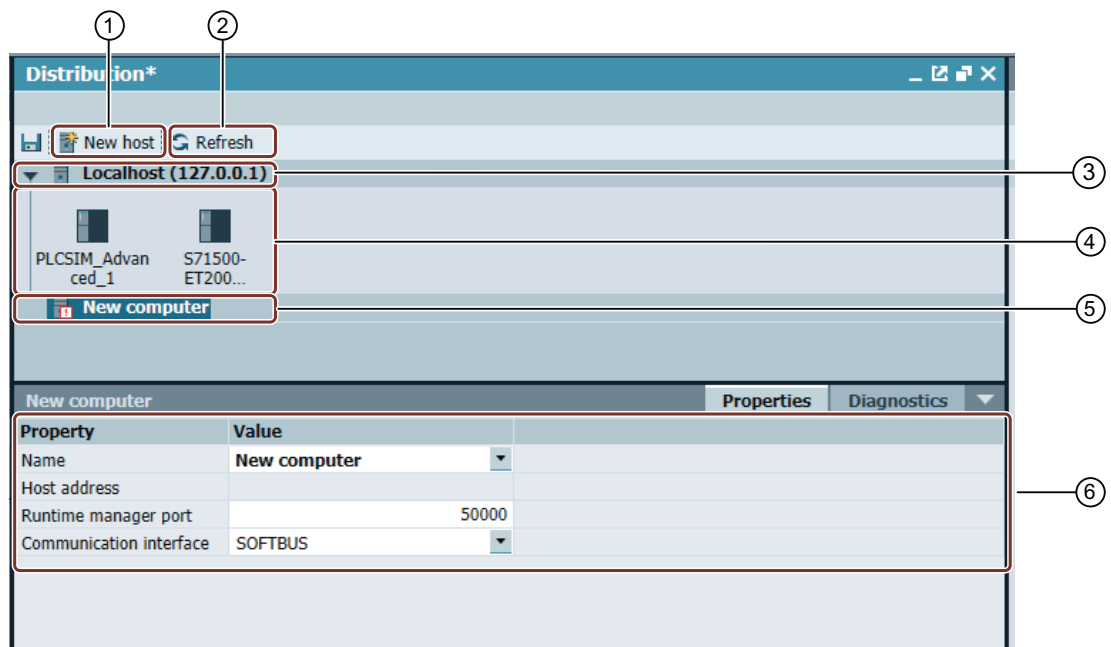 1 2
Distribution*
New host Refresh
Localhost (127.0.0.1) 3
PLCSIM_Advan S71500-
ced_1 ET200...
4
New computer 5
New computer Properties Diagnostics
Property Value
Name New computer
Host address 6
Runtime manager port 50000
Communication interface SOFTBUS